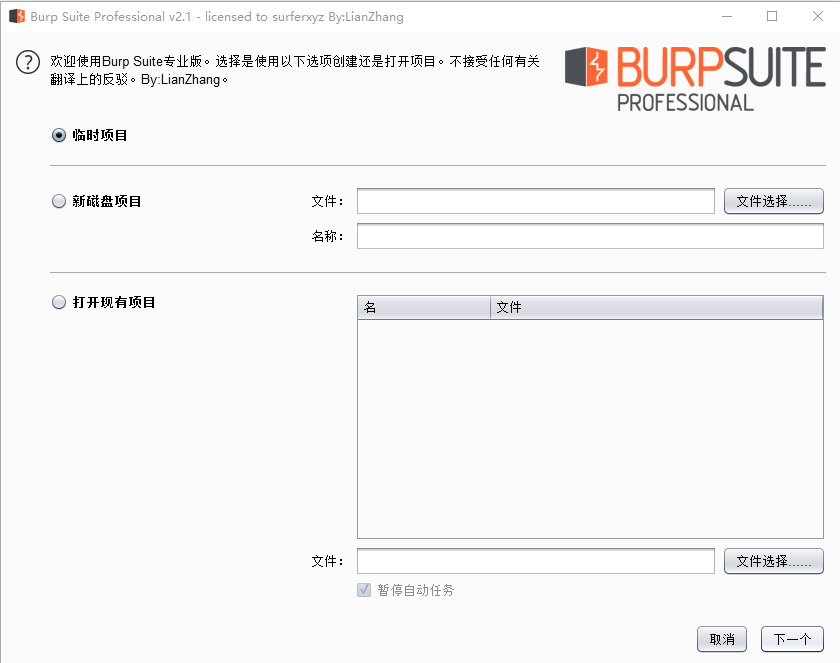 Burp Suite Professional v2.1 - licensed to surferxyz By:LianZhang
? 欢迎使用Burp Suite专业版。选择是使用以下选项创建还是打开项目。不接受任何有关
翻译上的反驳。By:LianZhang。
BURPSUITE
PROFESSIONAL
临时项目
新磁盘项目 文件： 文件选择......
名称：
打开现有项目 名 文件
文件： 文件选择......
暂停自动任务
取消 下一个